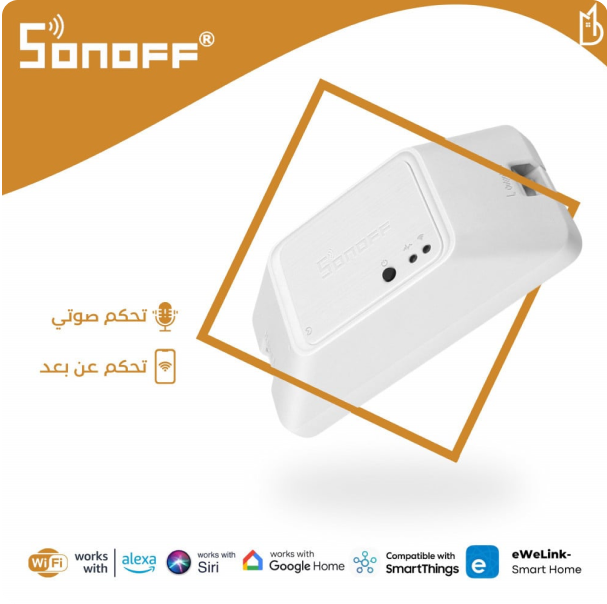 SONOFF®
SONOFF
تحكم صوتي
تحكم عن بعد
WiFi
works with
alexa
works with
Siri
works with
Google Home
Compatible with
SmartThings
e
eWeLink-
Smart Home